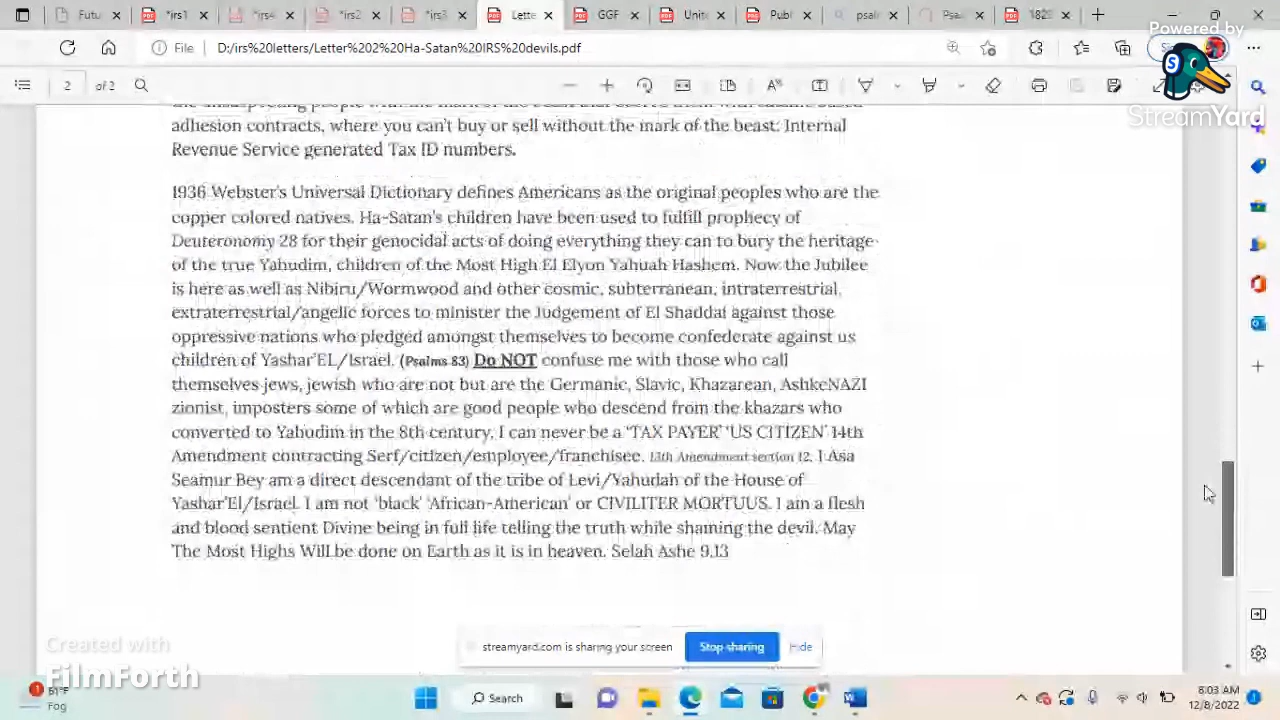 Futu
*irs1
*irs4
*irs2
*irs3
Lette
GGF
Unite
Pub
psalr
Psa
182
Powered by
File D:/irs%20letters/Letter%202%20Ha-Satan%20IRS%20devils.pdf
2 of 2
StreamYard
adhesion contracts, where you can't buy or sell without the mark of the beast: Internal
Revenue Service generated Tax ID numbers.
1936 Webster's Universal Dictionary defines Americans as the original peoples who are the
copper colored natives. Ha-Satan's children have been used to fulfill prophecy of
Deuteronomy 28 for their genocidal acts of doing everything they can to bury the heritage
of the true Yahudim, children of the Most High El Elyon Yahuah Hashem. Now the Jubilee
is here as well as Nibiru/Wormwood and other cosmic, subterranean, intraterrestrial,
extraterrestrial/angelic forces to minister the Judgement of El Shaddai against those
oppressive nations who pledged amongst themselves to become confederate against us
children of Yashar'EL/Israel. (Psalms 83) Do NOT confuse me with those who call
themselves jews, jewish who are not but are the Germanic, Slavic, Khazarean, AshkeNAZI
zionist, imposters some of which are good people who descend from the khazars who
converted to Yahudim in the 8th century, I can never be a 'TAX PAYER' 'US CITIZEN' 14th
Amendment contracting Serf/citizen/employee/franchisee. 13th Amendment section 12. I Asa
Seamur Bey am a direct descendant of the tribe of Levi/Yahudah of the House of
Yashar'El/Israel. I am not 'black' 'African-American' or CIVILITER MORTUUS. I am a flesh
and blood sentient Divine being in full life telling the truth while shaming the devil. May
The Most Highs Will be done on Earth as it is in heaven. Selah Ashe 9.13
Created with
FilmForth
streamyard.com is sharing your screen Stop sharing Hide
Fog
Search
8:03 AM
12/8/2022